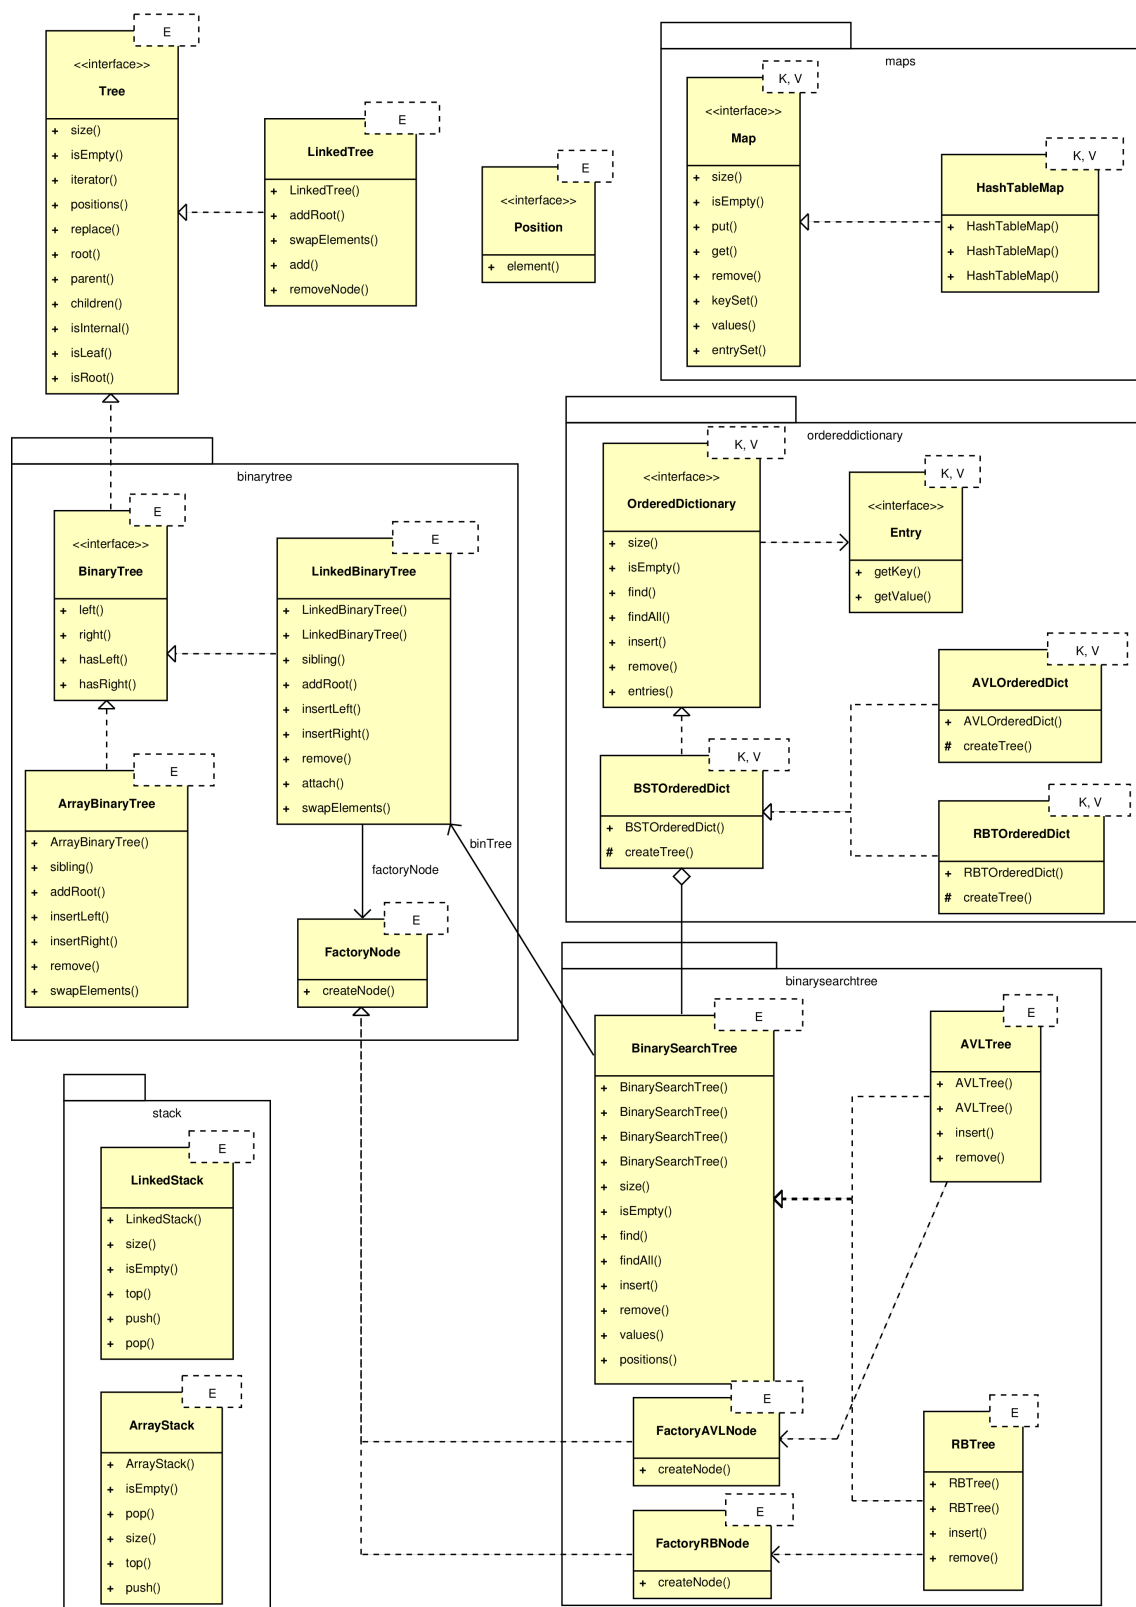 E
<<interface>>
Tree
+ size()
+ isEmpty()
+ iterator()
+ positions()
+ replace()
+ root()
+ parent()
+ children()
+ isInternal()
+ isLeaf()
+ isRoot()
E
LinkedTree
+ LinkedTree()
+ addRoot()
+ swapElements()
+ add()
+ removeNode()
E
<<interface>>
Position
+ element()
maps
K, V
<<interface>>
Map
+ size()
+ isEmpty()
+ put()
+ get()
+ remove()
+ keySet()
+ values()
+ entrySet()
K, V
HashTableMap
+ HashTableMap()
+ HashTableMap()
+ HashTableMap()
binarytree
E
<<interface>>
BinaryTree
+ left()
+ right()
+ hasLeft()
+ hasRight()
E
LinkedBinaryTree
+ LinkedBinaryTree()
+ LinkedBinaryTree()
+ sibling()
+ addRoot()
+ insertLeft()
+ insertRight()
+ remove()
+ attach()
+ swapElements()
E
ArrayBinaryTree
+ ArrayBinaryTree()
+ sibling()
+ addRoot()
+ insertLeft()
+ insertRight()
+ remove()
+ swapElements()
factoryNode
binTree
E
FactoryNode
+ createNode()
ordereddictionary
K, V
<<interface>>
OrderedDictionary
+ size()
+ isEmpty()
+ find()
+ findAll()
+ insert()
+ remove()
+ entries()
K, V
<<interface>>
Entry
+ getKey()
+ getValue()
K, V
AVLOrderedDict
+ AVLOrderedDict()
# createTree()
K, V
BSTOrderedDict
+ BSTOrderedDict()
# createTree()
K, V
RBTOrderedDict
+ RBTOrderedDict()
# createTree()
binarysearchtree
E
BinarySearchTree
+ BinarySearchTree()
+ BinarySearchTree()
+ BinarySearchTree()
+ BinarySearchTree()
+ size()
+ isEmpty()
+ find()
+ findAll()
+ insert()
+ remove()
+ values()
+ positions()
E
AVLTree
+ AVLTree()
+ AVLTree()
+ insert()
+ remove()
E
FactoryAVLNode
+ createNode()
E
RBTree
+ RBTree()
+ RBTree()
+ insert()
+ remove()
E
FactoryRBNode
+ createNode()
stack
E
LinkedStack
+ LinkedStack()
+ size()
+ isEmpty()
+ top()
+ push()
+ pop()
E
ArrayStack
+ ArrayStack()
+ isEmpty()
+ pop()
+ size()
+ top()
+ push()